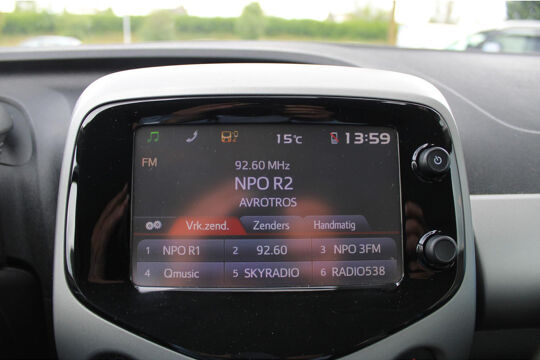 15°C 13:59
FM
92.60 MHz
NPO R2
AVROTROS
Vrk.zend. Zenders Handmatig
1 NPO R1 2 92.60 3 NPO 3FM
4 Qmusic 5 SKYRADIO 6 RADIO538